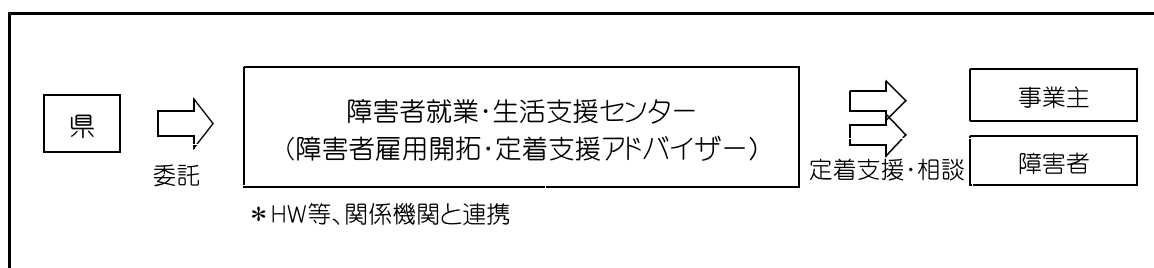 県
委託
障害者就業・生活支援センター
（障害者雇用開拓・定着支援アドバイザー）
＊HW等、関係機関と連携
定着支援・相談
事業主
障害者